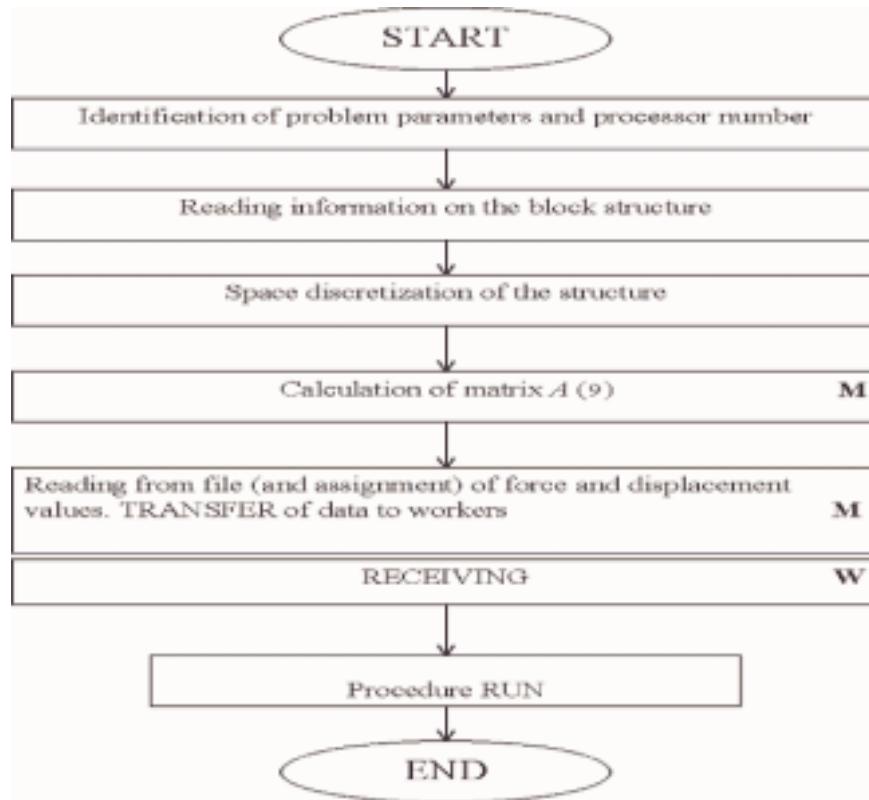 START
Identification of problem parameters and processor number
Reading information on the block structure
Space discretization of the structure
Calculation of matrix A (9) M
Reading from file (and assignment) of force and displacement
values. TRANSFER of data to workers M
RECEIVING W
Procedure RUN
END